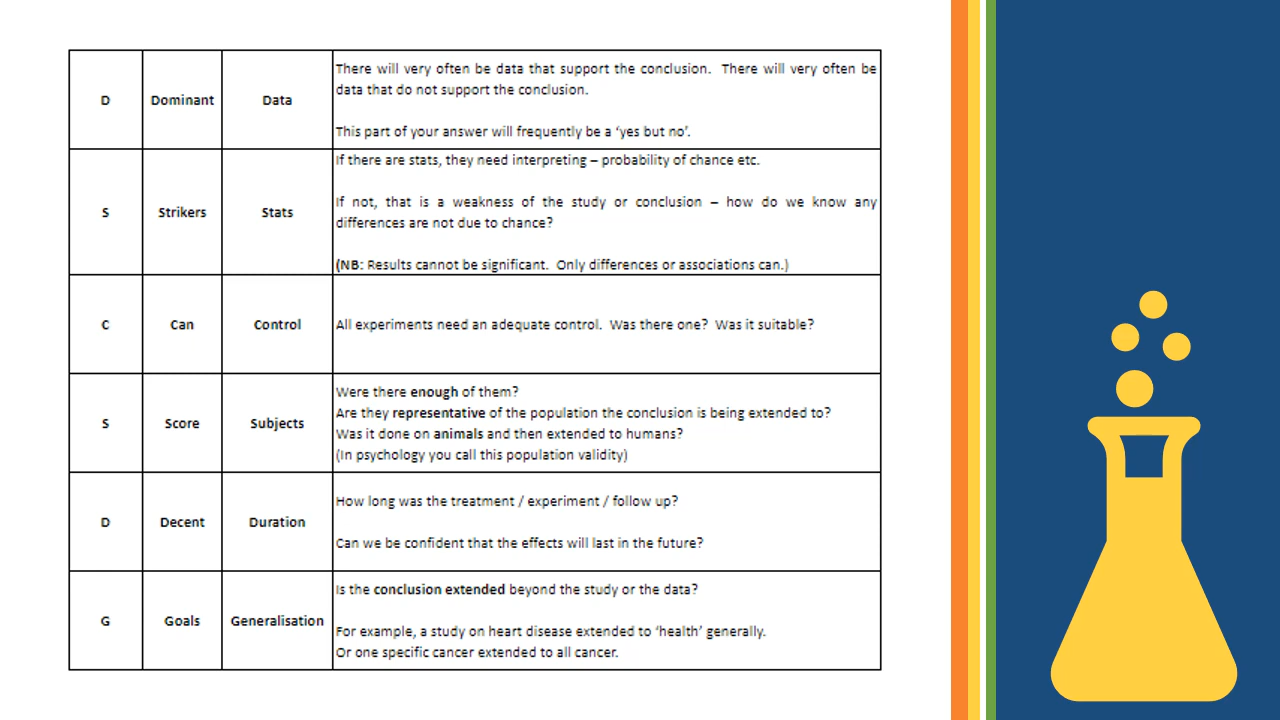 D
Dominant
Data
There will very often be data that support the conclusion. There will very often be
data that do not support the conclusion.
This part of your answer will frequently be a ‘yes but no’.
S
Strikers
Stats
If there are stats, they need interpreting – probability of chance etc.
If not, that is a weakness of the study or conclusion – how do we know any
differences are not due to chance?
(NB: Results cannot be significant. Only differences or associations can.)
C
Can
Control
All experiments need an adequate control. Was there one? Was it suitable?
S
Score
Subjects
Were there enough of them?
Are they representative of the population the conclusion is being extended to?
Was it done on animals and then extended to humans?
(In psychology you call this population validity)
D
Decent
Duration
How long was the treatment / experiment / follow up?
Can we be confident that the effects will last in the future?
G
Goals
Generalisation
Is the conclusion extended beyond the study or the data?
For example, a study on heart disease extended to ‘health’ generally.
Or one specific cancer extended to all cancer.